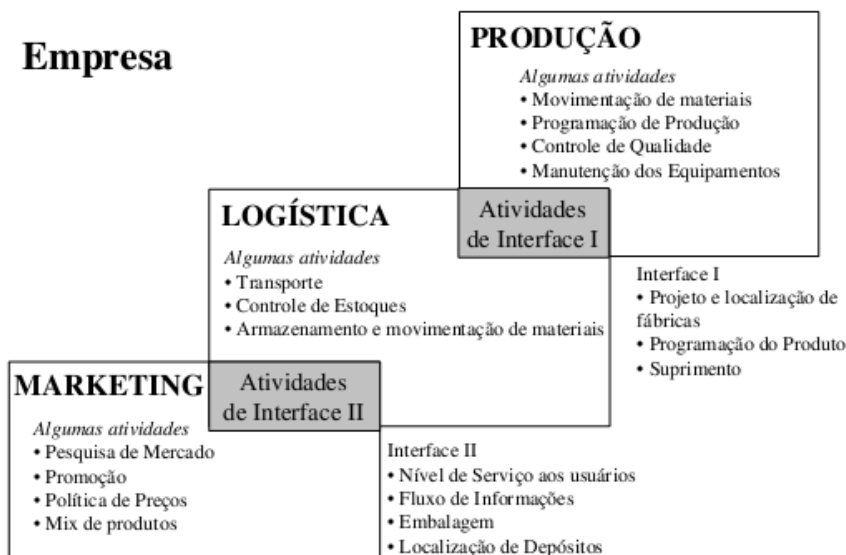 Empresa
PRODUÇÃO
Algumas atividades
• Movimentação de materiais
• Programação de Produção
• Controle de Qualidade
• Manutenção dos Equipamentos
Atividades
de Interface I
LOGÍSTICA
Algumas atividades
• Transporte
• Controle de Estoques
• Armazenamento e movimentação de materiais
Interface I
• Projeto e localização de
fábricas
• Programação do Produto
• Suprimento
MARKETING
Atividades
de Interface II
Algumas atividades
• Pesquisa de Mercado
• Promoção
• Política de Preços
• Mix de produtos
Interface II
• Nível de Serviço aos usuários
• Fluxo de Informações
• Embalagem
• Localização de Depósitos